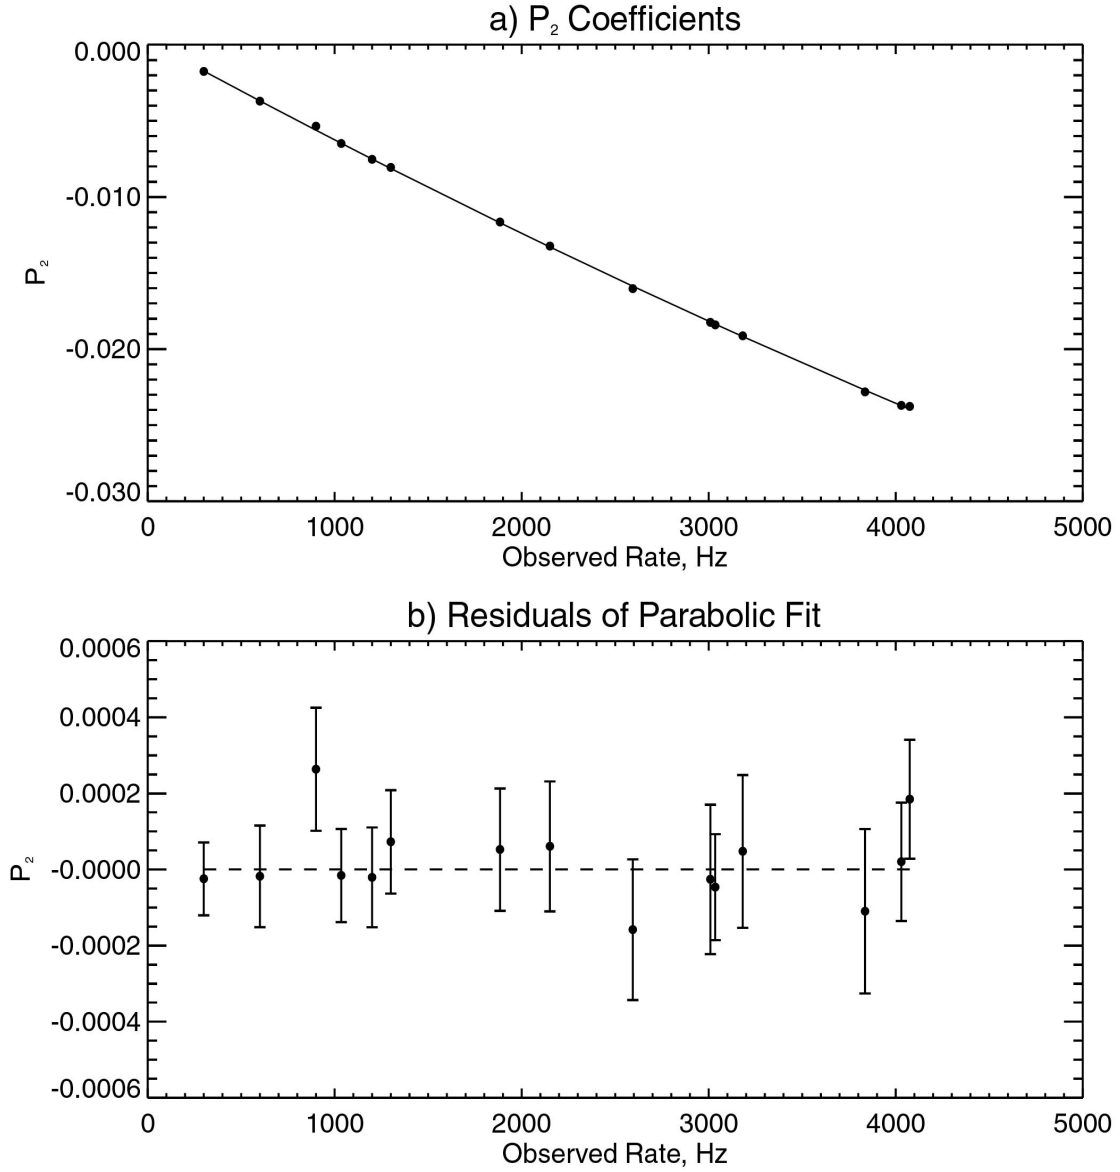 a) P₂ Coefficients
0.000
-0.010
-0.020
-0.030
P₂
0 1000 2000 3000 4000 5000
Observed Rate, Hz
b) Residuals of Parabolic Fit
0.0006
0.0004
0.0002
-0.0000
-0.0002
-0.0004
-0.0006
P₂
0 1000 2000 3000 4000 5000
Observed Rate, Hz